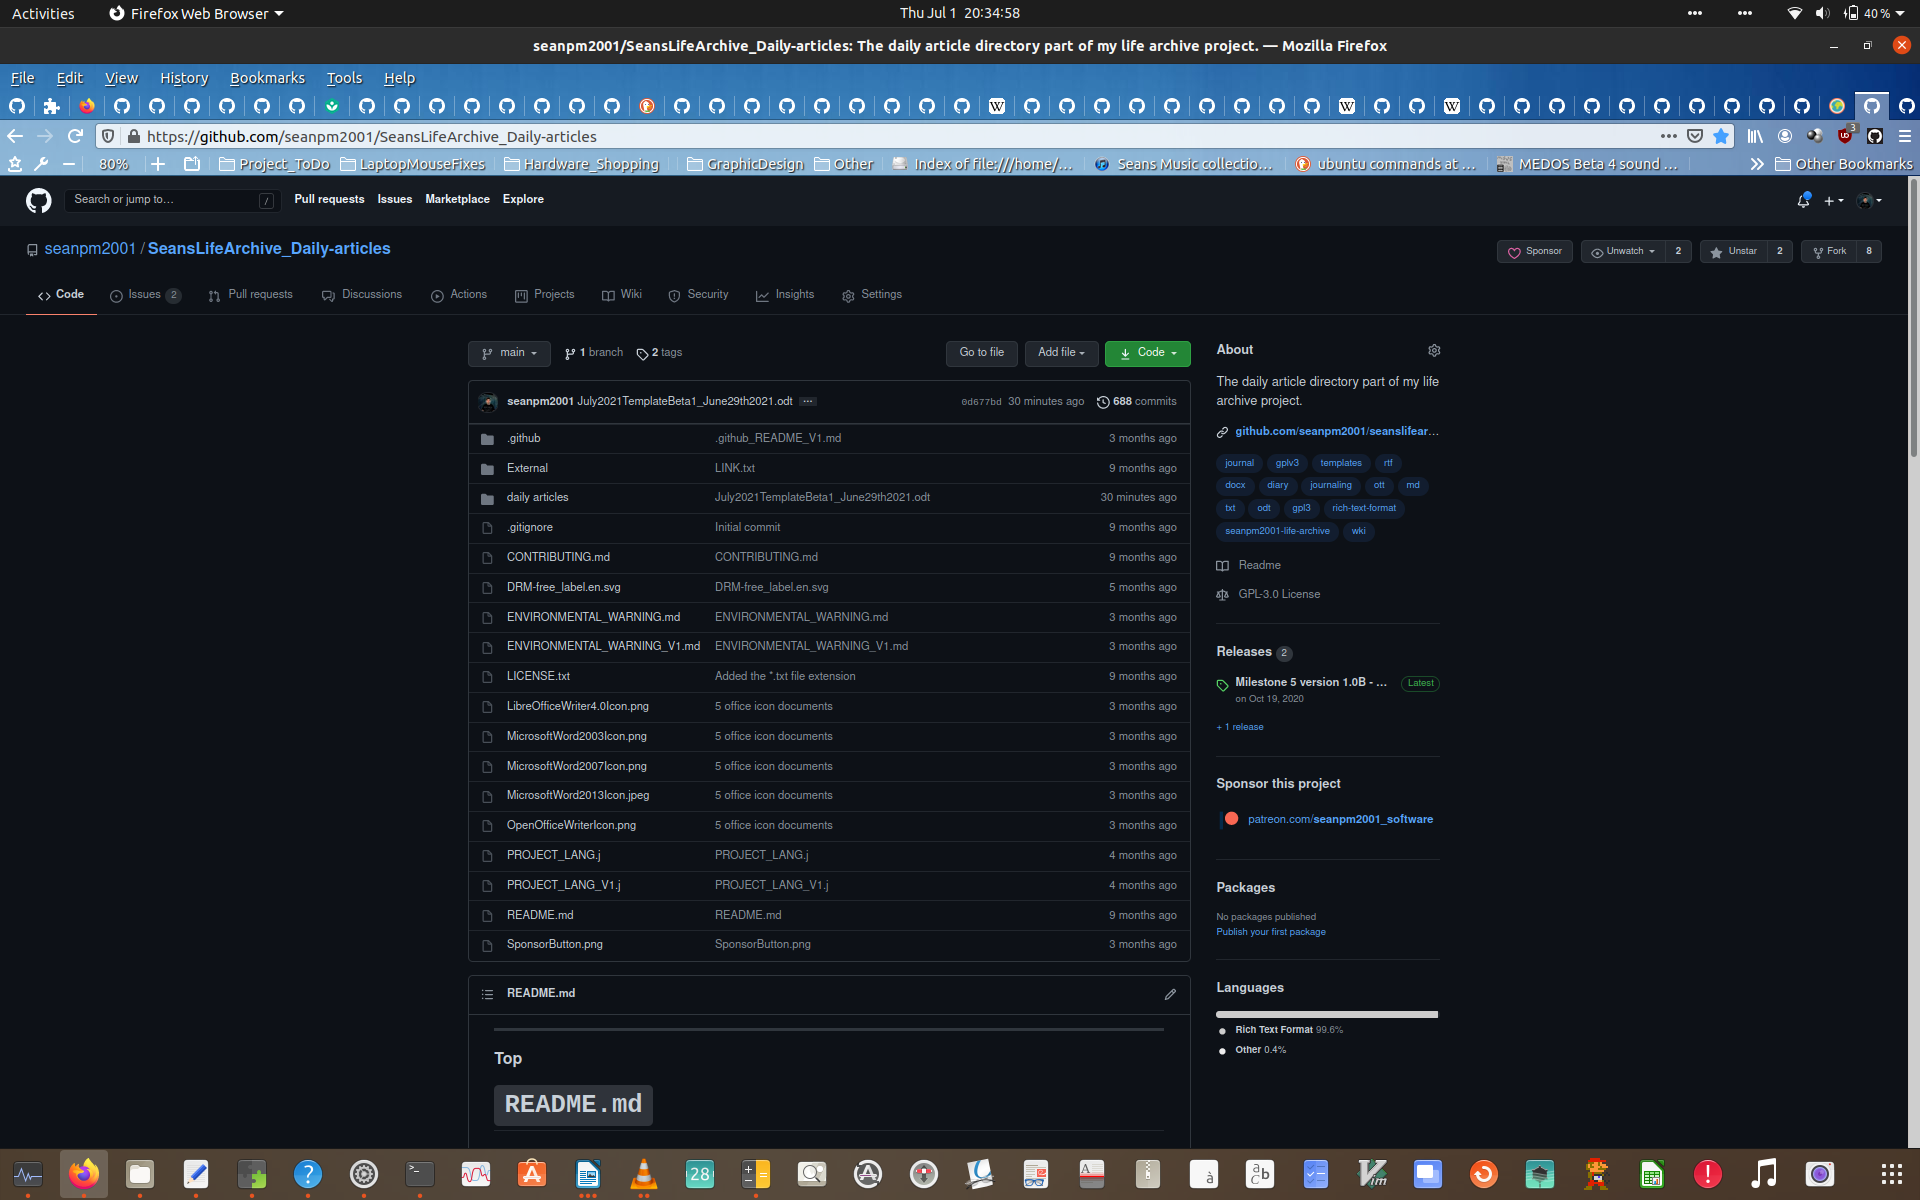 Activities Firefox Web Browser Thu Jul 1 20:34:58 40 %
seanpm2001/SeansLifeArchive_Daily-articles: The daily article directory part of my life archive project. — Mozilla Firefox
File Edit View History Bookmarks Tools Help
https://github.com/seanpm2001/SeansLifeArchive_Daily-articles 3
80% Project_ToDo LaptopMouseFixes Hardware_Shopping GraphicDesign Other Index of file:///home/... Seans Music collectio... ubuntu commands at ... MEDOS Beta 4 sound ... Other Bookmarks
Search or jump to... / Pull requests Issues Marketplace Explore
seanpm2001 / SeansLifeArchive_Daily-articles Sponsor Unwatch 2 Unstar 2 Fork 8
Code Issues 2 Pull requests Discussions Actions Projects Wiki Security Insights Settings
main 1 branch 2 tags Go to file Add file Code
seanpm2001 July2021TemplateBeta1_June29th2021.odt ... 0d677bd 30 minutes ago 688 commits
.github .github_README_V1.md 3 months ago
External LINK.txt 9 months ago
daily articles July2021TemplateBeta1_June29th2021.odt 30 minutes ago
.gitignore Initial commit 9 months ago
CONTRIBUTING.md CONTRIBUTING.md 9 months ago
DRM-free_label.en.svg DRM-free_label.en.svg 5 months ago
ENVIRONMENTAL_WARNING.md ENVIRONMENTAL_WARNING.md 3 months ago
ENVIRONMENTAL_WARNING_V1.md ENVIRONMENTAL_WARNING_V1.md 3 months ago
LICENSE.txt Added the *.txt file extension 9 months ago
LibreOfficeWriter4.0Icon.png 5 office icon documents 3 months ago
MicrosoftWord2003Icon.png 5 office icon documents 3 months ago
MicrosoftWord2007Icon.png 5 office icon documents 3 months ago
MicrosoftWord2013Icon.jpeg 5 office icon documents 3 months ago
OpenOfficeWriterIcon.png 5 office icon documents 3 months ago
PROJECT_LANG.j PROJECT_LANG.j 4 months ago
PROJECT_LANG_V1.j PROJECT_LANG_V1.j 4 months ago
README.md README.md 9 months ago
SponsorButton.png SponsorButton.png 3 months ago
README.md
Top
README.md
About
The daily article directory part of my life
archive project.
github.com/seanpm2001/seanslifear...
journal gplv3 templates rtf
docx diary journaling ott md
txt odt gpl3 rich-text-format
seanpm2001-life-archive wki
Readme
GPL-3.0 License
Releases 2
Milestone 5 version 1.0B - ... Latest
on Oct 19, 2020
+ 1 release
Sponsor this project
patreon.com/seanpm2001_software
Packages
No packages published
Publish your first package
Languages
Rich Text Format 99.6%
Other 0.4%
28